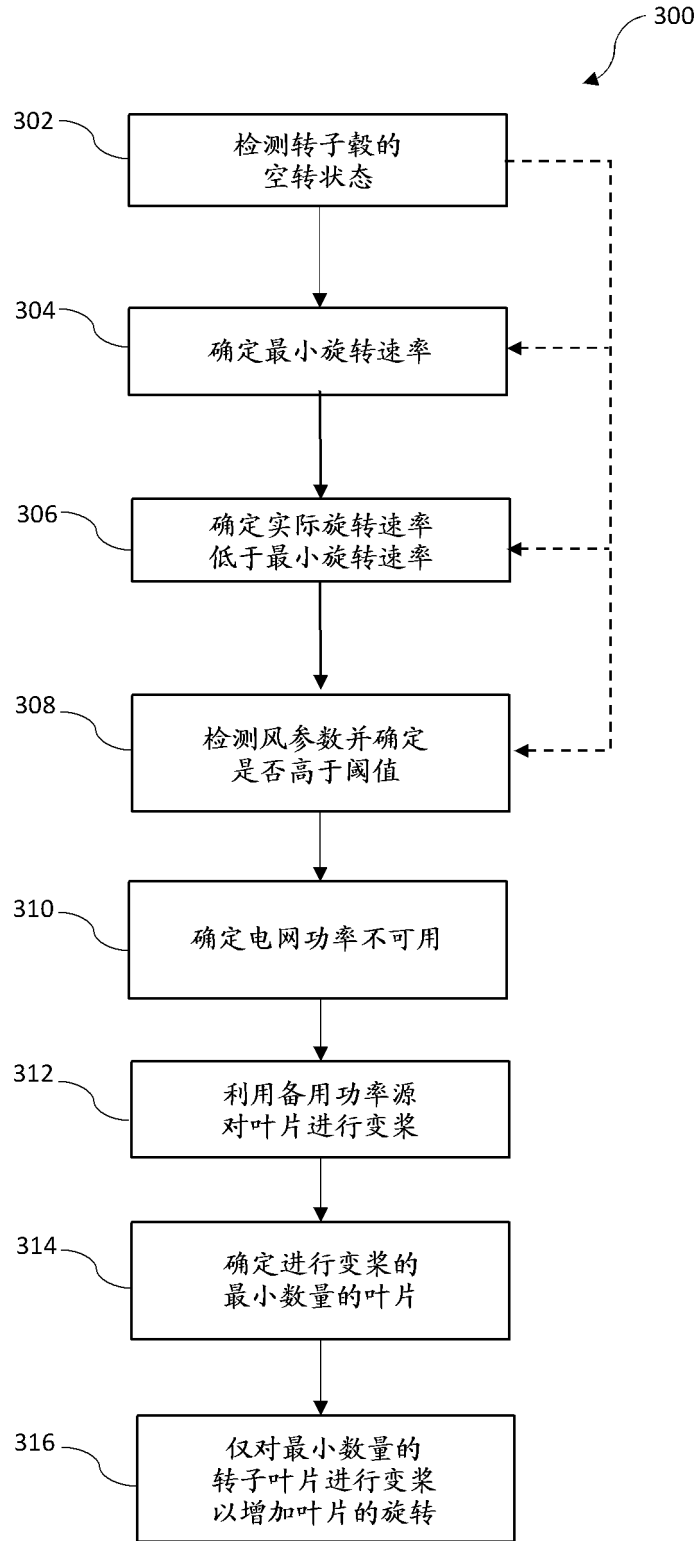 300
302
检测转子毂的
空转状态
304
确定最小旋转速率
306
确定实际旋转速率
低于最小旋转速率
308
检测风参数并确定
是否高于阈值
310
确定电网功率不可用
312
利用备用功率源
对叶片进行变桨
314
确定进行变桨的
最小数量的叶片
316
仅对最小数量的
转子叶片进行变桨
以增加叶片的旋转